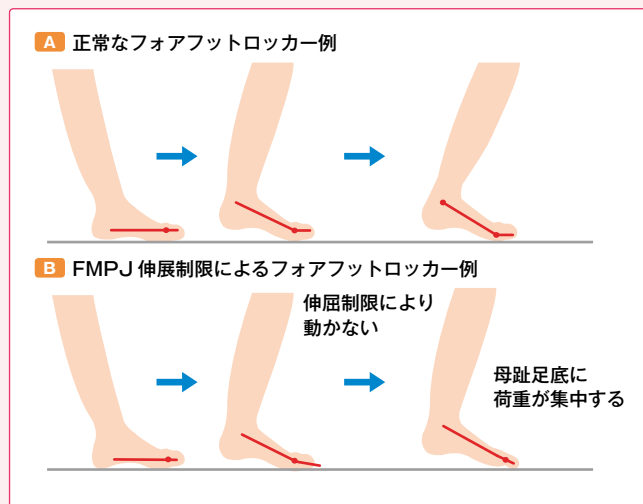 A 正常なフォアフットロッカー例
B FMPJ 伸展制限によるフォアフットロッカー例
伸屈制限により
動かない
母趾足底に
荷重が集中する